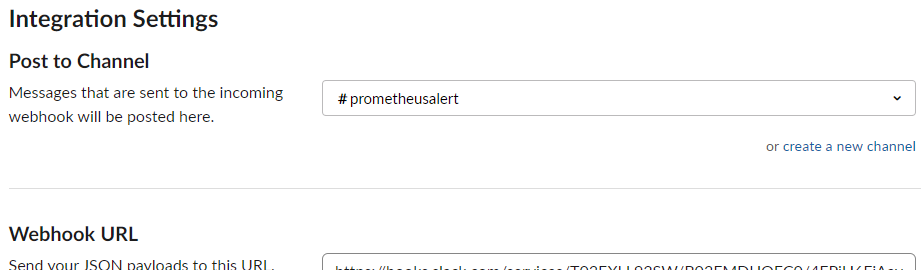 Integration Settings
Post to Channel
Messages that are sent to the incoming
webhook will be posted here.
# prometheusalert
or create a new channel
Webhook URL
Send your JSON payloads to this URL.